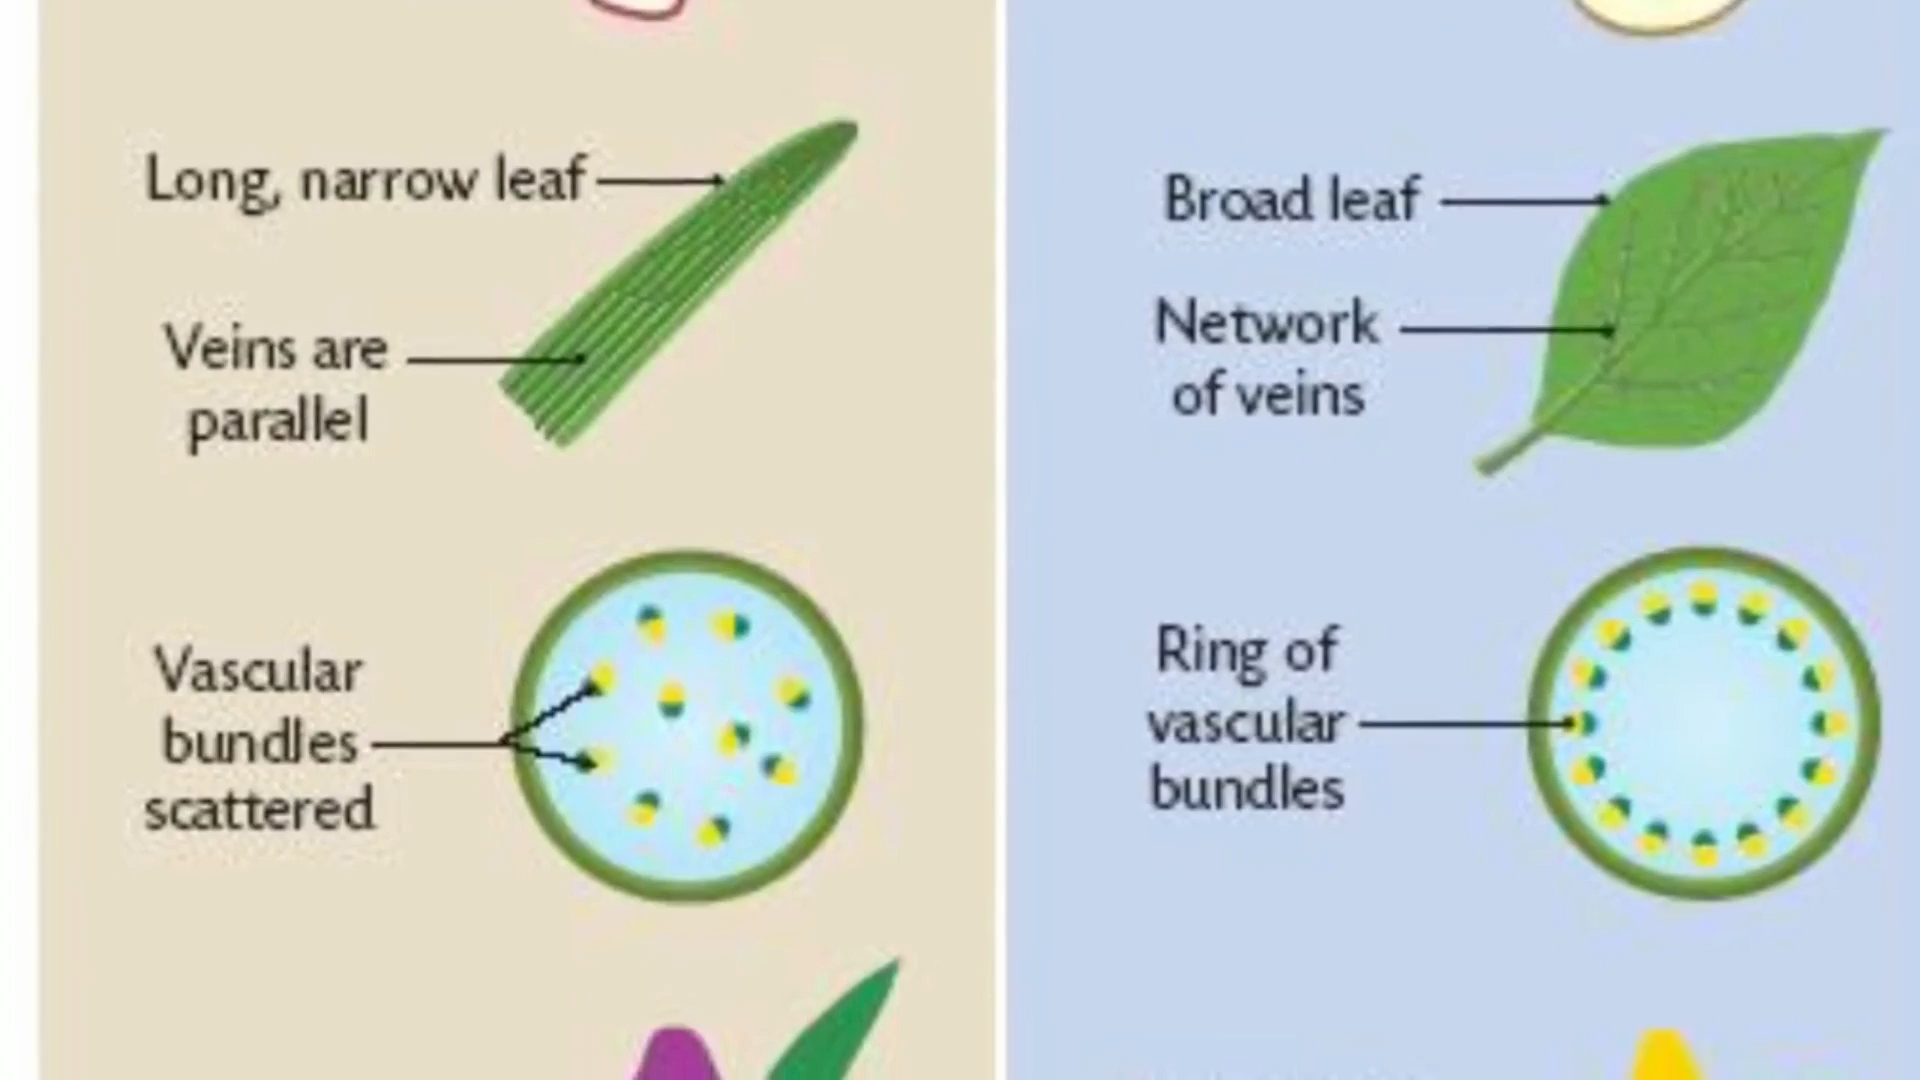 Long, narrow leaf
Veins are
parallel
Vascular
bundles
scattered
Broad leaf
Network
of veins
Ring of
vascular
bundles